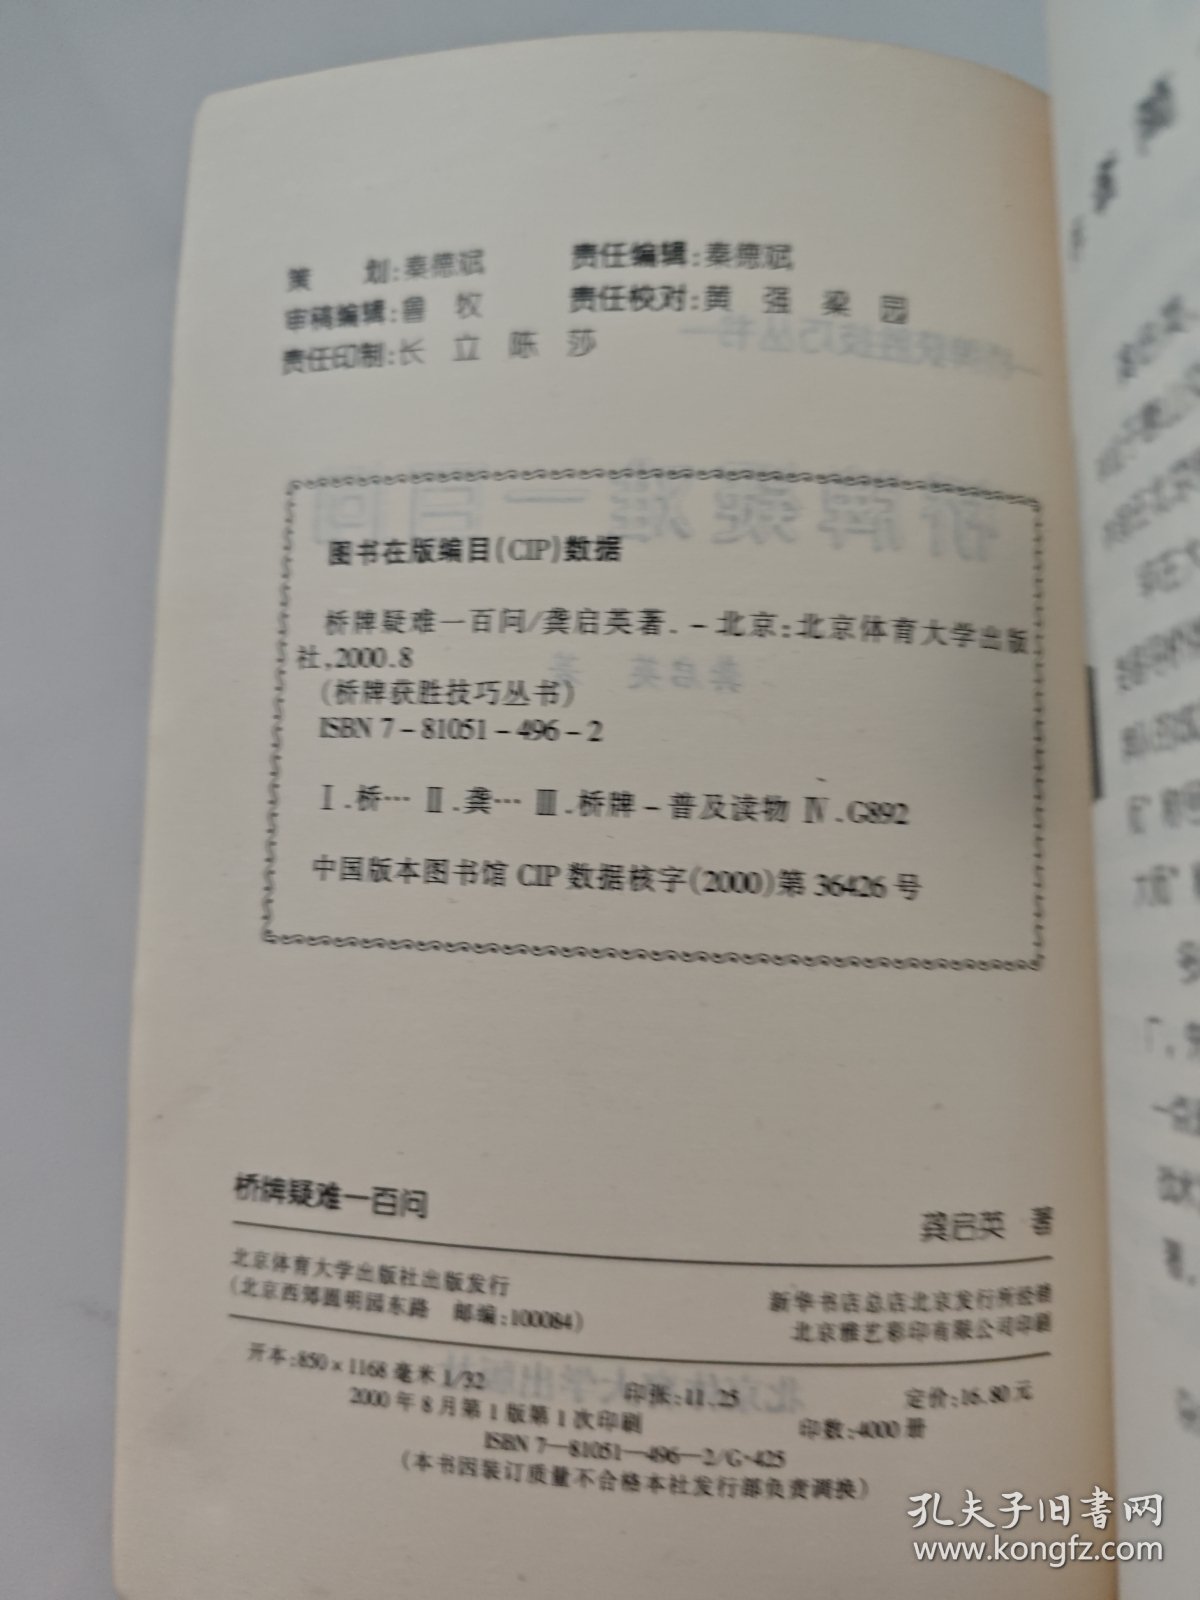 策　　划:秦德斌　　责任编辑:秦德斌
审稿编辑:鲁　牧　　责任校对:黄　强　梁　园
责任印制:长　立　陈　莎
图书在版编目(CIP)数据
桥牌疑难一百问/龚启英著. - 北京:北京体育大学出版
社,2000.8
(桥牌获胜技巧丛书)
ISBN 7 - 81051 - 496 - 2
Ⅰ.桥… Ⅱ.龚… Ⅲ.桥牌 - 普及读物 Ⅳ.G892
中国版本图书馆 CIP 数据核字(2000)第 36426 号
桥牌疑难一百问
龚启英　著
北京体育大学出版社出版发行
(北京西郊圆明园东路　邮编:100084)
新华书店总店北京发行所经销
北京雅艺彩印有限公司印刷
开本:850×1168 毫米 1/32　印张:11.25　定价:16.80元
2000年8月第1版第1次印刷　印数:4000册
ISBN 7—81051—496—2/G·425
(本书因装订质量不合格本社发行部负责调换)
孔夫子旧书网
www.kongfz.com